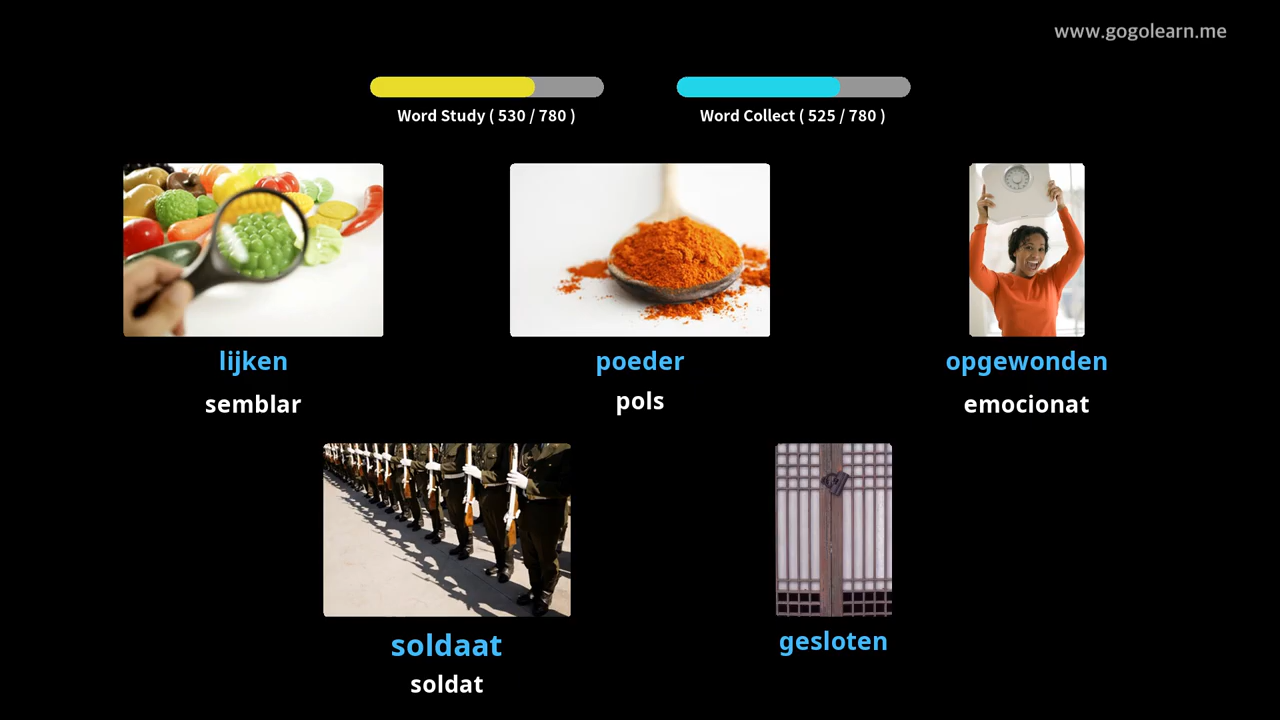 www.gogolearn.me
Word Study ( 530 / 780 )
Word Collect ( 525 / 780 )
lijken
semblar
poeder
pols
opgewonden
emocionat
soldaat
soldat
gesloten